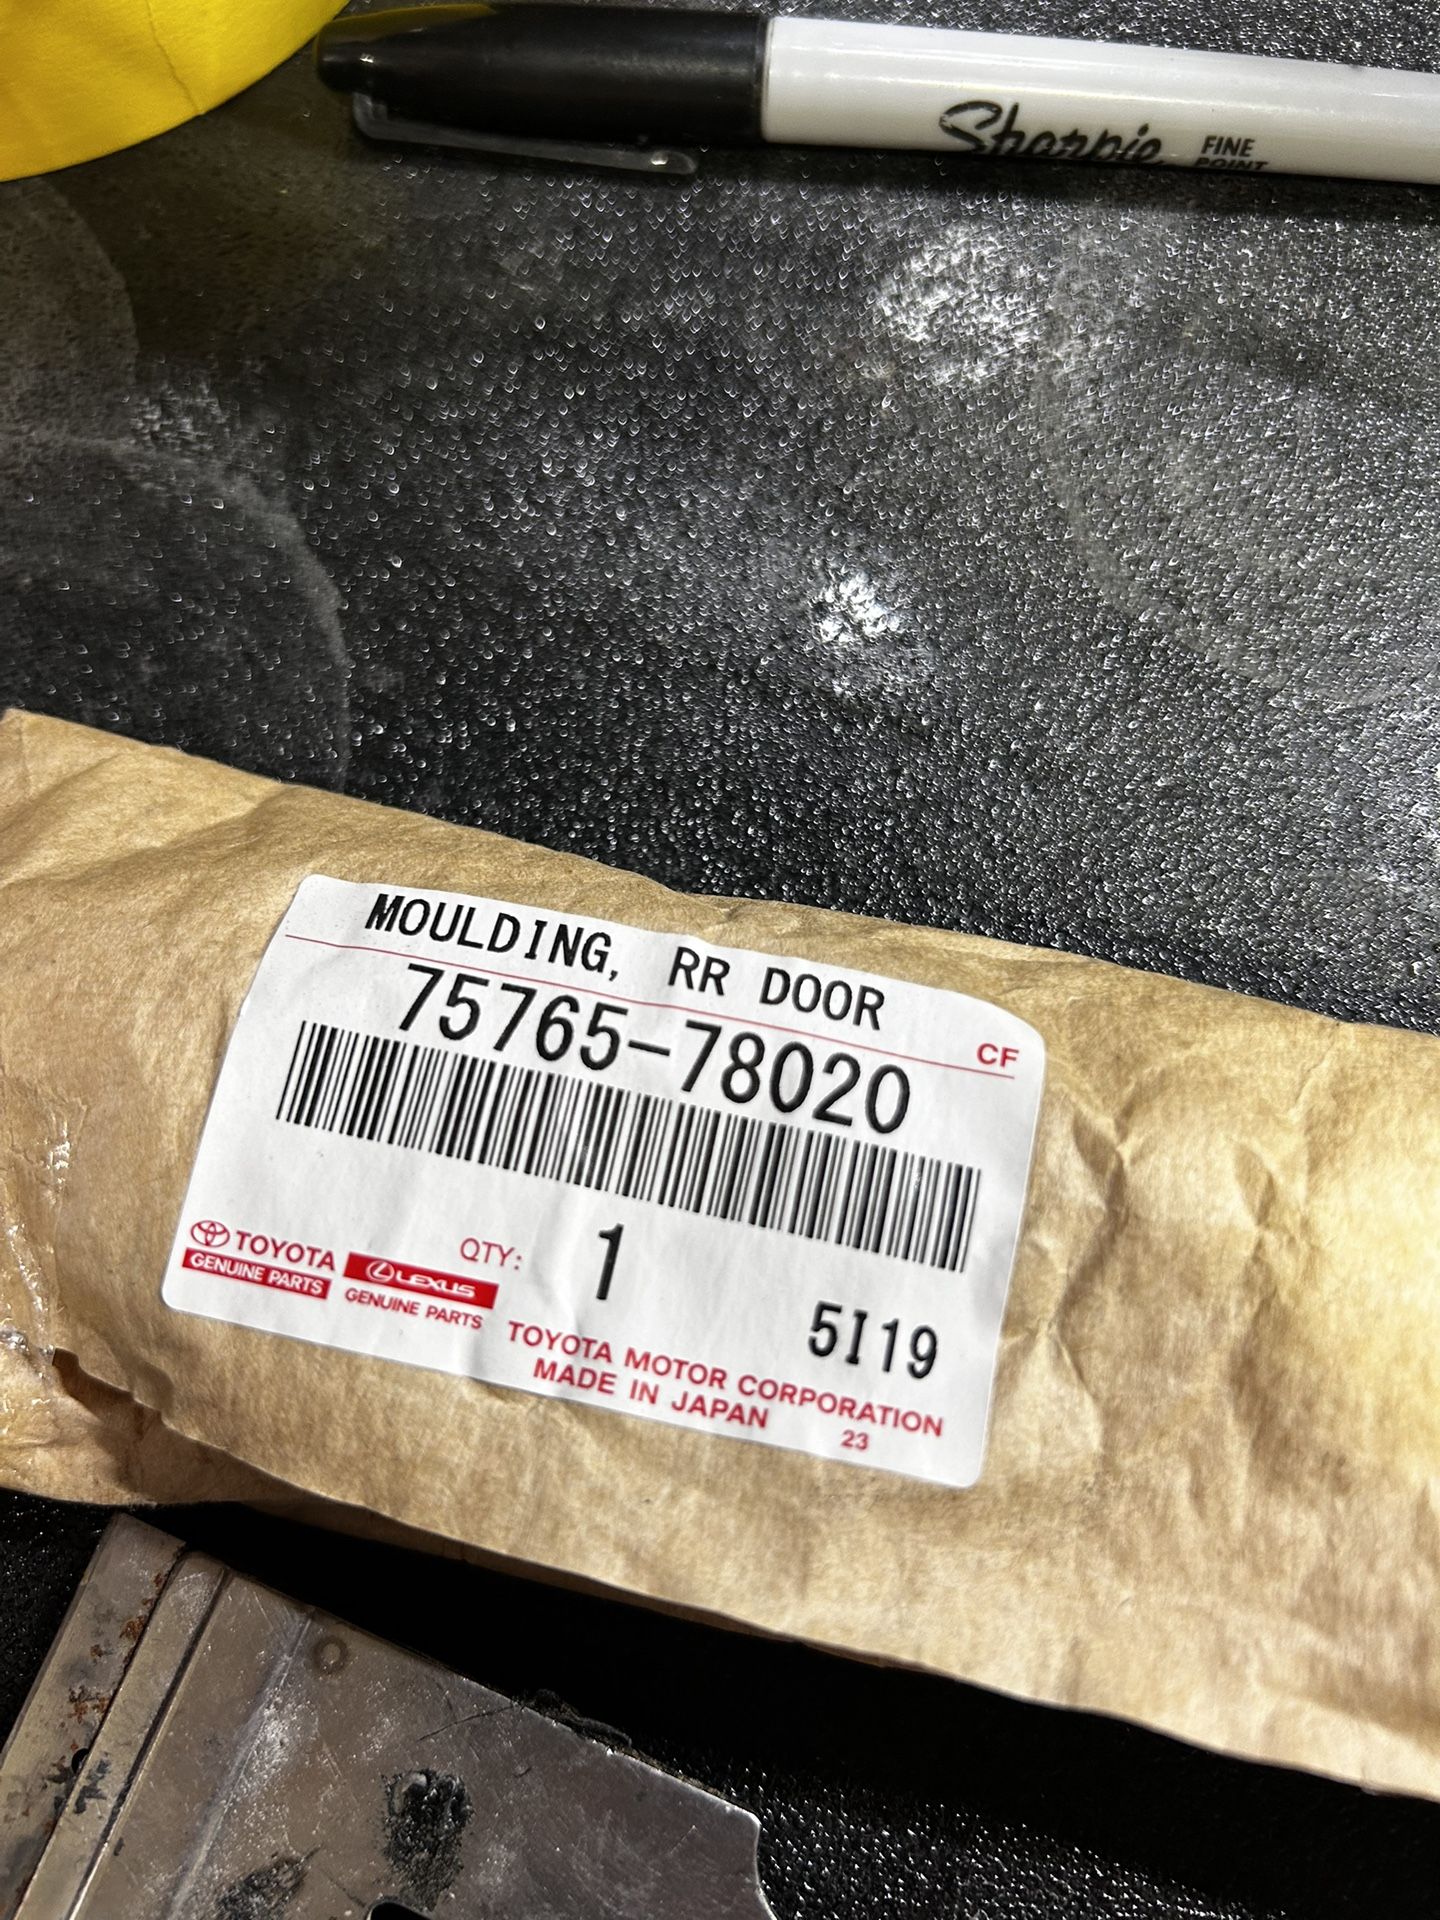 Sharpie FINE
POINT
MOULDING, RR DOOR
CF
75765-78020
TOYOTA
GENUINE PARTS
LEXUS
GENUINE PARTS
QTY: 1
5I19
TOYOTA MOTOR CORPORATION
MADE IN JAPAN 23